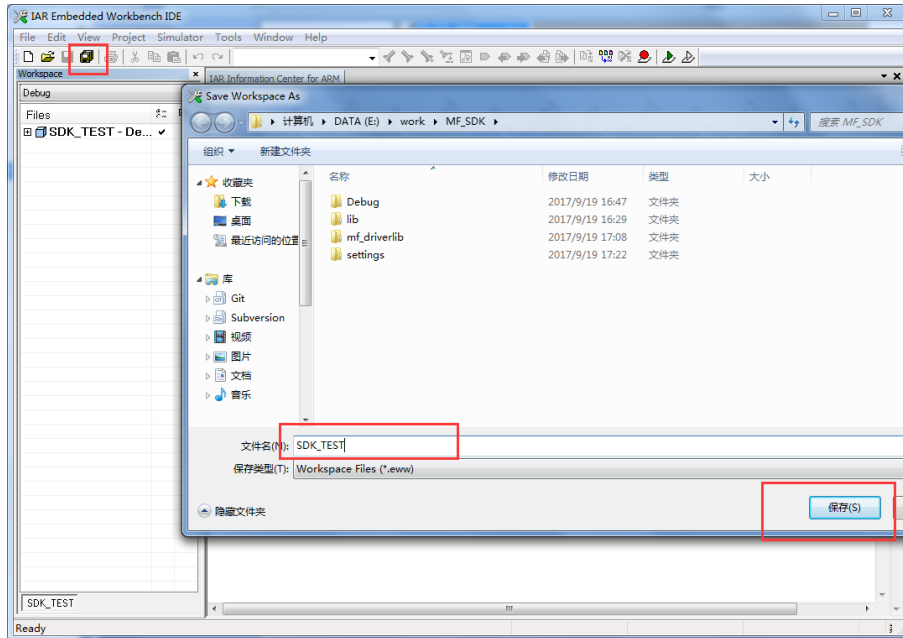 IAR Embedded Workbench IDE
File Edit View Project Simulator Tools Window Help
Workspace
IAR Information Center for ARM
Debug
Files
SDK_TEST - De...
Save Workspace As
计算机 DATA (E:) work MF_SDK
搜索 MF_SDK
组织 新建文件夹
收藏夹
下载
桌面
最近访问的位置
库
Git
Subversion
视频
图片
文档
音乐
名称 修改日期 类型 大小
Debug 2017/9/19 16:47 文件夹
lib 2017/9/19 16:29 文件夹
mf_driverlib 2017/9/19 17:08 文件夹
settings 2017/9/19 17:22 文件夹
文件名(N): SDK_TEST
保存类型(T): Workspace Files (*.eww)
隐藏文件夹
保存(S)
SDK_TEST
Ready